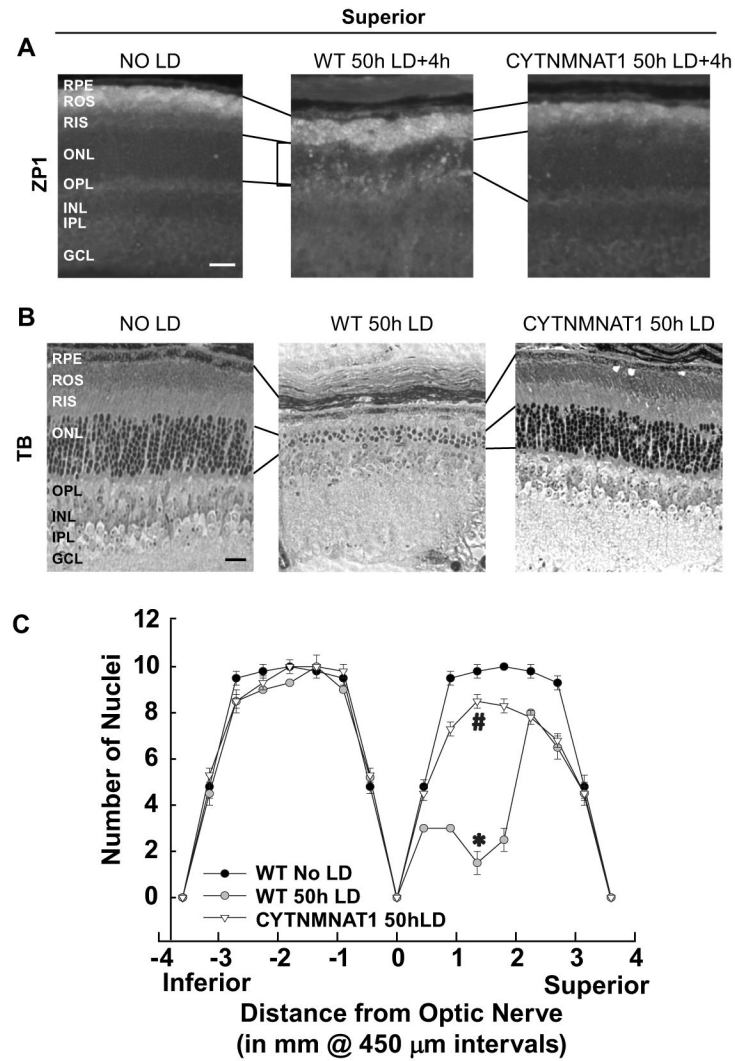 Superior
A
NO LD
WT 50h LD+4h
CYTNMNAT1 50h LD+4h
ZP1
RPE
ROS
RIS
ONL
OPL
INL
IPL
GCL
B
NO LD
WT 50h LD
CYTNMNAT1 50h LD
TB
RPE
ROS
RIS
ONL
OPL
INL
IPL
GCL
C
Number of Nuclei
12
10
8
6
4
2
0
#
*
WT No LD
WT 50h LD
CYTNMNAT1 50hLD
-4 -3 -2 -1 0 1 2 3 4
Inferior
Superior
Distance from Optic Nerve
(in mm @ 450 μm intervals)